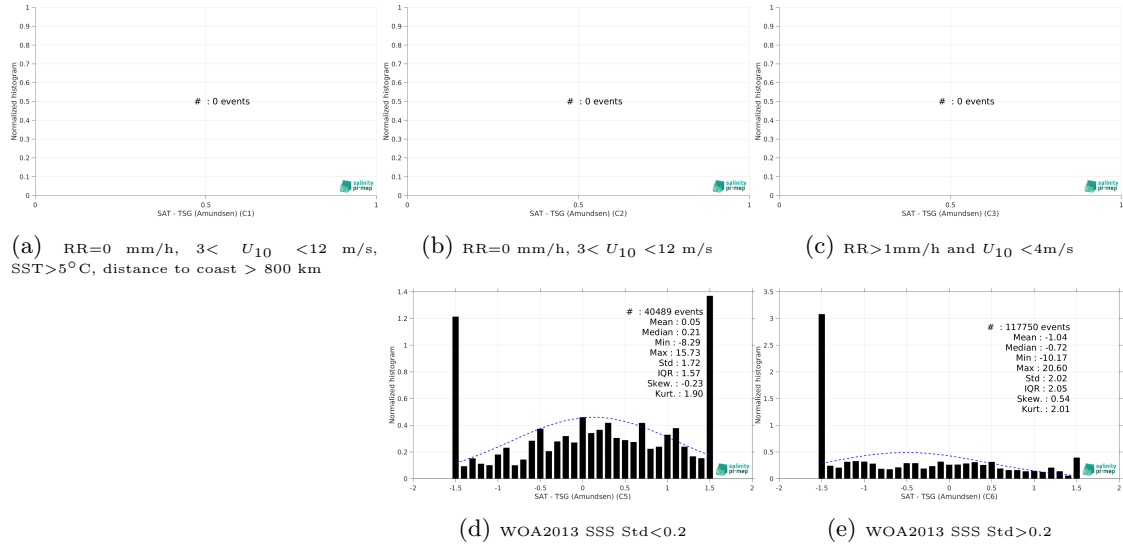 1
0.9
0.8
0.7
0.6
0.5
0.4
0.3
0.2
0.1
0
Normalized histogram
# : 0 events
salinity
pi-mep
0 0.5 1
SAT - TSG (Amundsen) (C1)
(a) RR=0 mm/h, 3< U10 <12 m/s,
SST>5°C, distance to coast > 800 km
1
0.9
0.8
0.7
0.6
0.5
0.4
0.3
0.2
0.1
0
Normalized histogram
# : 0 events
salinity
pi-mep
0 0.5 1
SAT - TSG (Amundsen) (C2)
(b) RR=0 mm/h, 3< U10 <12 m/s
1
0.9
0.8
0.7
0.6
0.5
0.4
0.3
0.2
0.1
0
Normalized histogram
# : 0 events
salinity
pi-mep
0 0.5 1
SAT - TSG (Amundsen) (C3)
(c) RR>1mm/h and U10 <4m/s
1.4
1.2
1
0.8
0.6
0.4
0.2
0
Normalized histogram
# : 40489 events
Mean : 0.05
Median : 0.21
Min : -8.29
Max : 15.73
Std : 1.72
IQR : 1.57
Skew. : -0.23
Kurt. : 1.90
salinity
pi-mep
-2 -1.5 -1 -0.5 0 0.5 1 1.5 2
SAT - TSG (Amundsen) (C5)
(d) WOA2013 SSS Std<0.2
3.5
3
2.5
2
1.5
1
0.5
0
Normalized histogram
# : 117750 events
Mean : -1.04
Median : -0.72
Min : -10.17
Max : 20.60
Std : 2.02
IQR : 2.05
Skew. : 0.54
Kurt. : 2.01
salinity
pi-mep
-2 -1.5 -1 -0.5 0 0.5 1 1.5 2
SAT - TSG (Amundsen) (C6)
(e) WOA2013 SSS Std>0.2